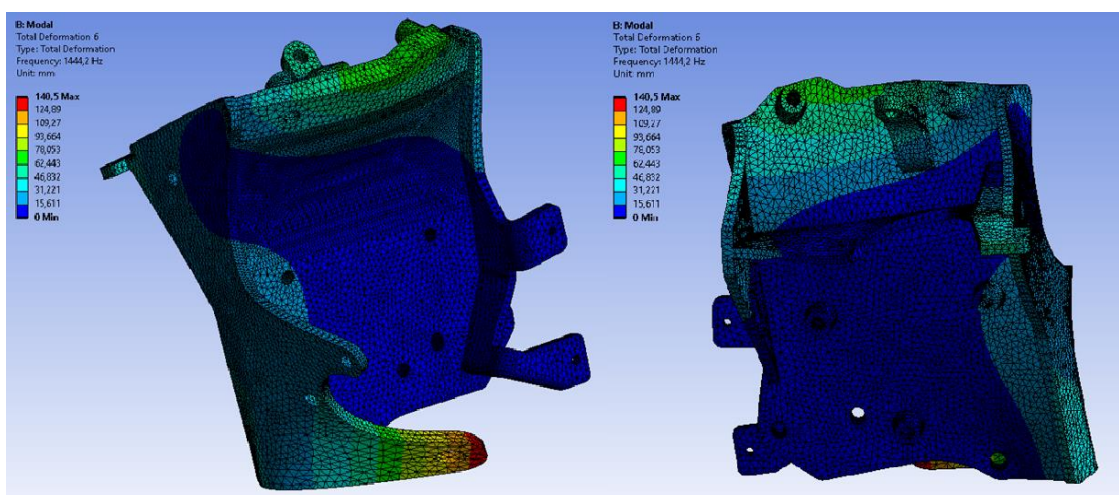 B: Modal
Total Deformation 6
Type: Total Deformation
Frequency: 1444,2 Hz
Unit: mm
140,5 Max
124,89
109,27
93,664
78,053
62,443
46,832
31,221
15,611
0 Min
B: Modal
Total Deformation 6
Type: Total Deformation
Frequency: 1444,2 Hz
Unit: mm
140,5 Max
124,89
109,27
93,664
78,053
62,443
46,832
31,221
15,611
0 Min